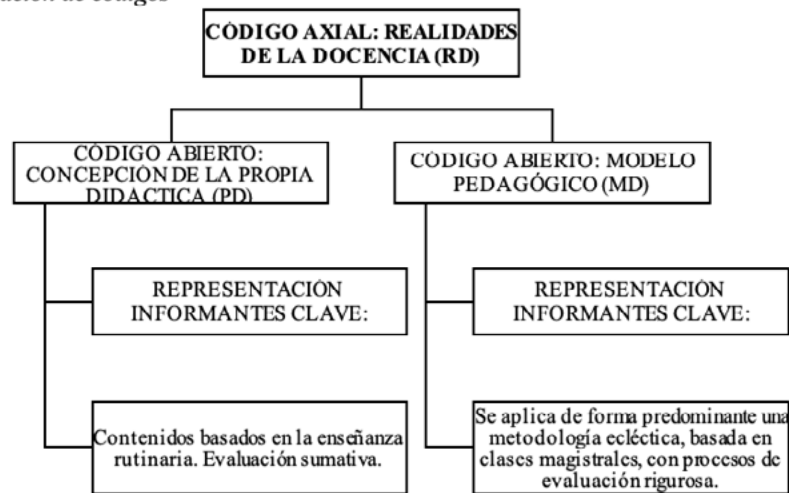 de códigos
CÓDIGO AXIAL: REALIDADES
DE LA DOCENCIA (RD)
CÓDIGO ABIERTO:
CONCEPCIÓN DE LA PROPIA
DIDACTICA (PD)
CÓDIGO ABIERTO: MODELO
PEDAGÓGICO (MD)
REPRESENTACIÓN
INFORMANTES CLAVE:
REPRESENTACIÓN
INFORMANTES CLAVE:
Contenidos basados en la enseñanza
rutinaria. Evaluación sumativa.
Se aplica de forma predominante una
metodología ecléctica, basada en
clases magistrales, con procesos de
evaluación rigurosa.